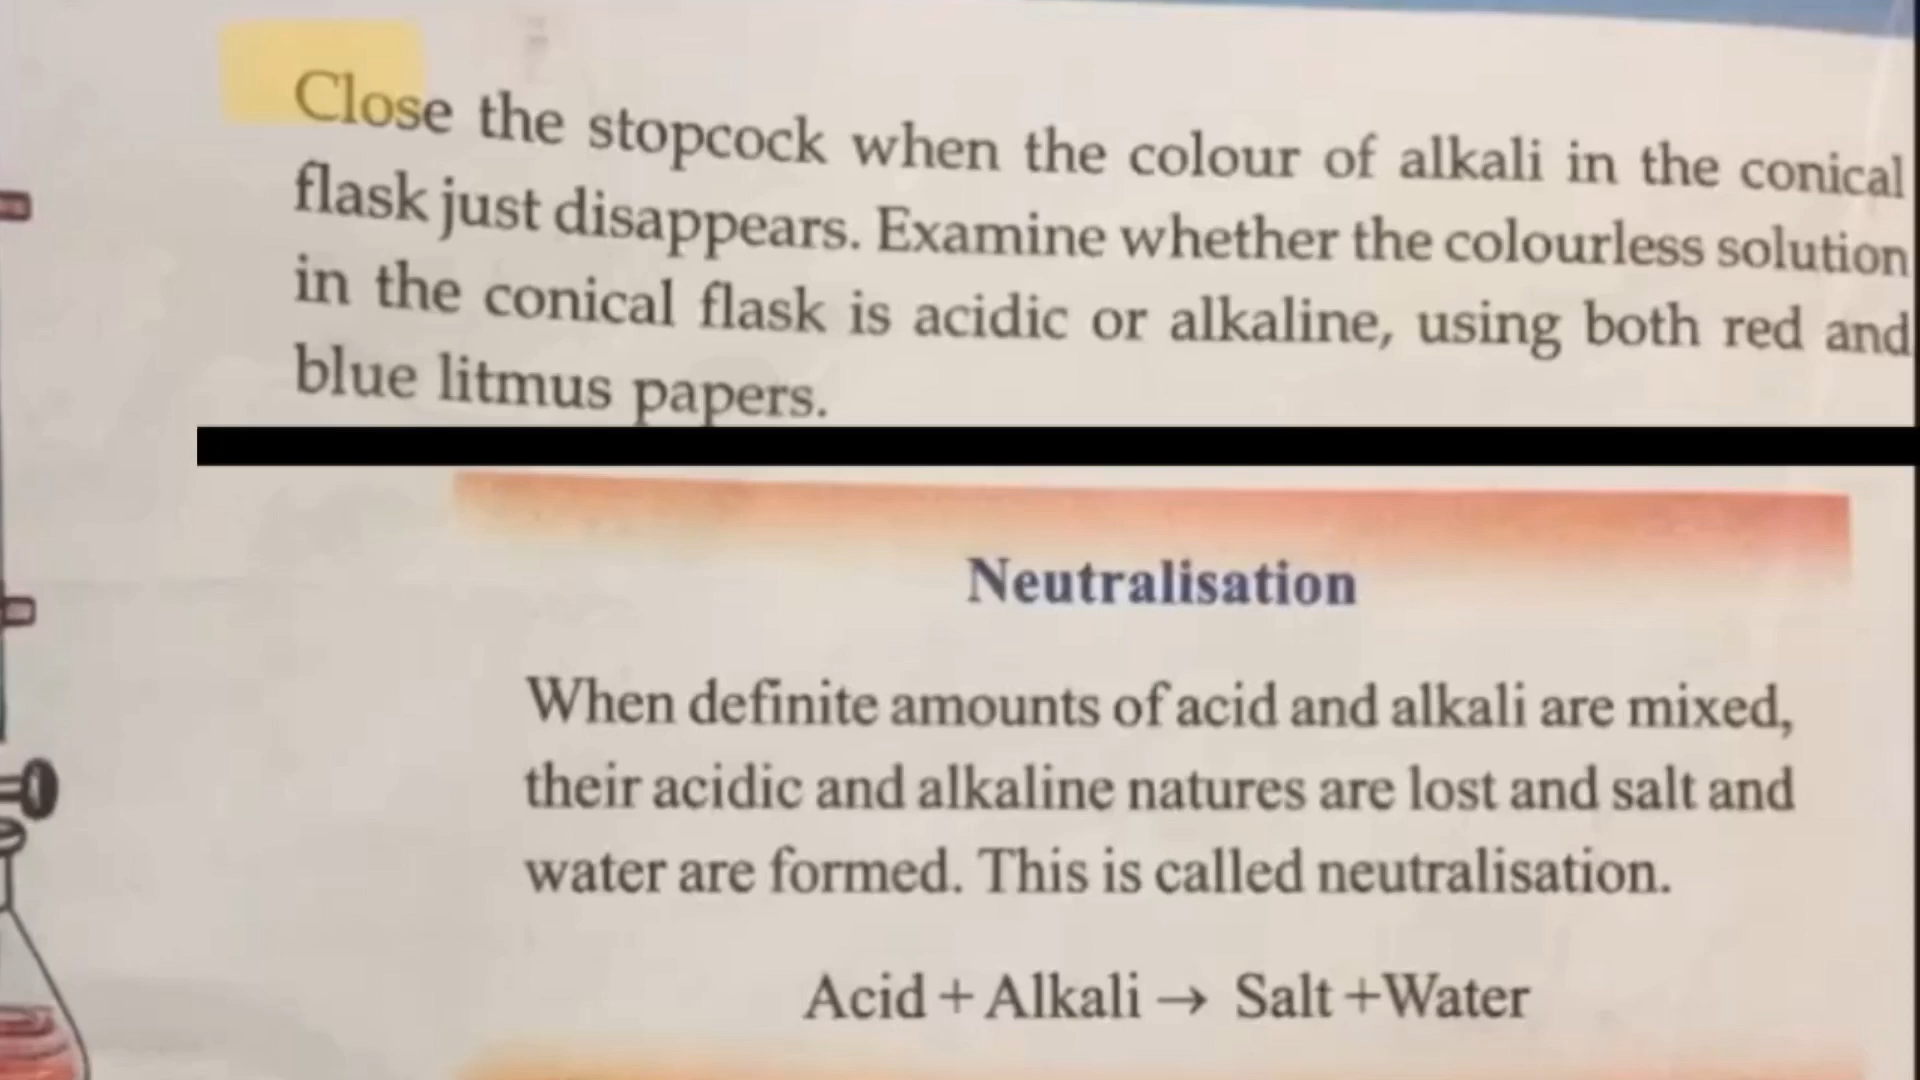 Close the stopcock when the colour of alkali in the conical
flask just disappears. Examine whether the colourless solution
in the conical flask is acidic or alkaline, using both red and
blue litmus papers.
Neutralisation
When definite amounts of acid and alkali are mixed,
their acidic and alkaline natures are lost and salt and
water are formed. This is called neutralisation.
Acid + Alkali → Salt +Water